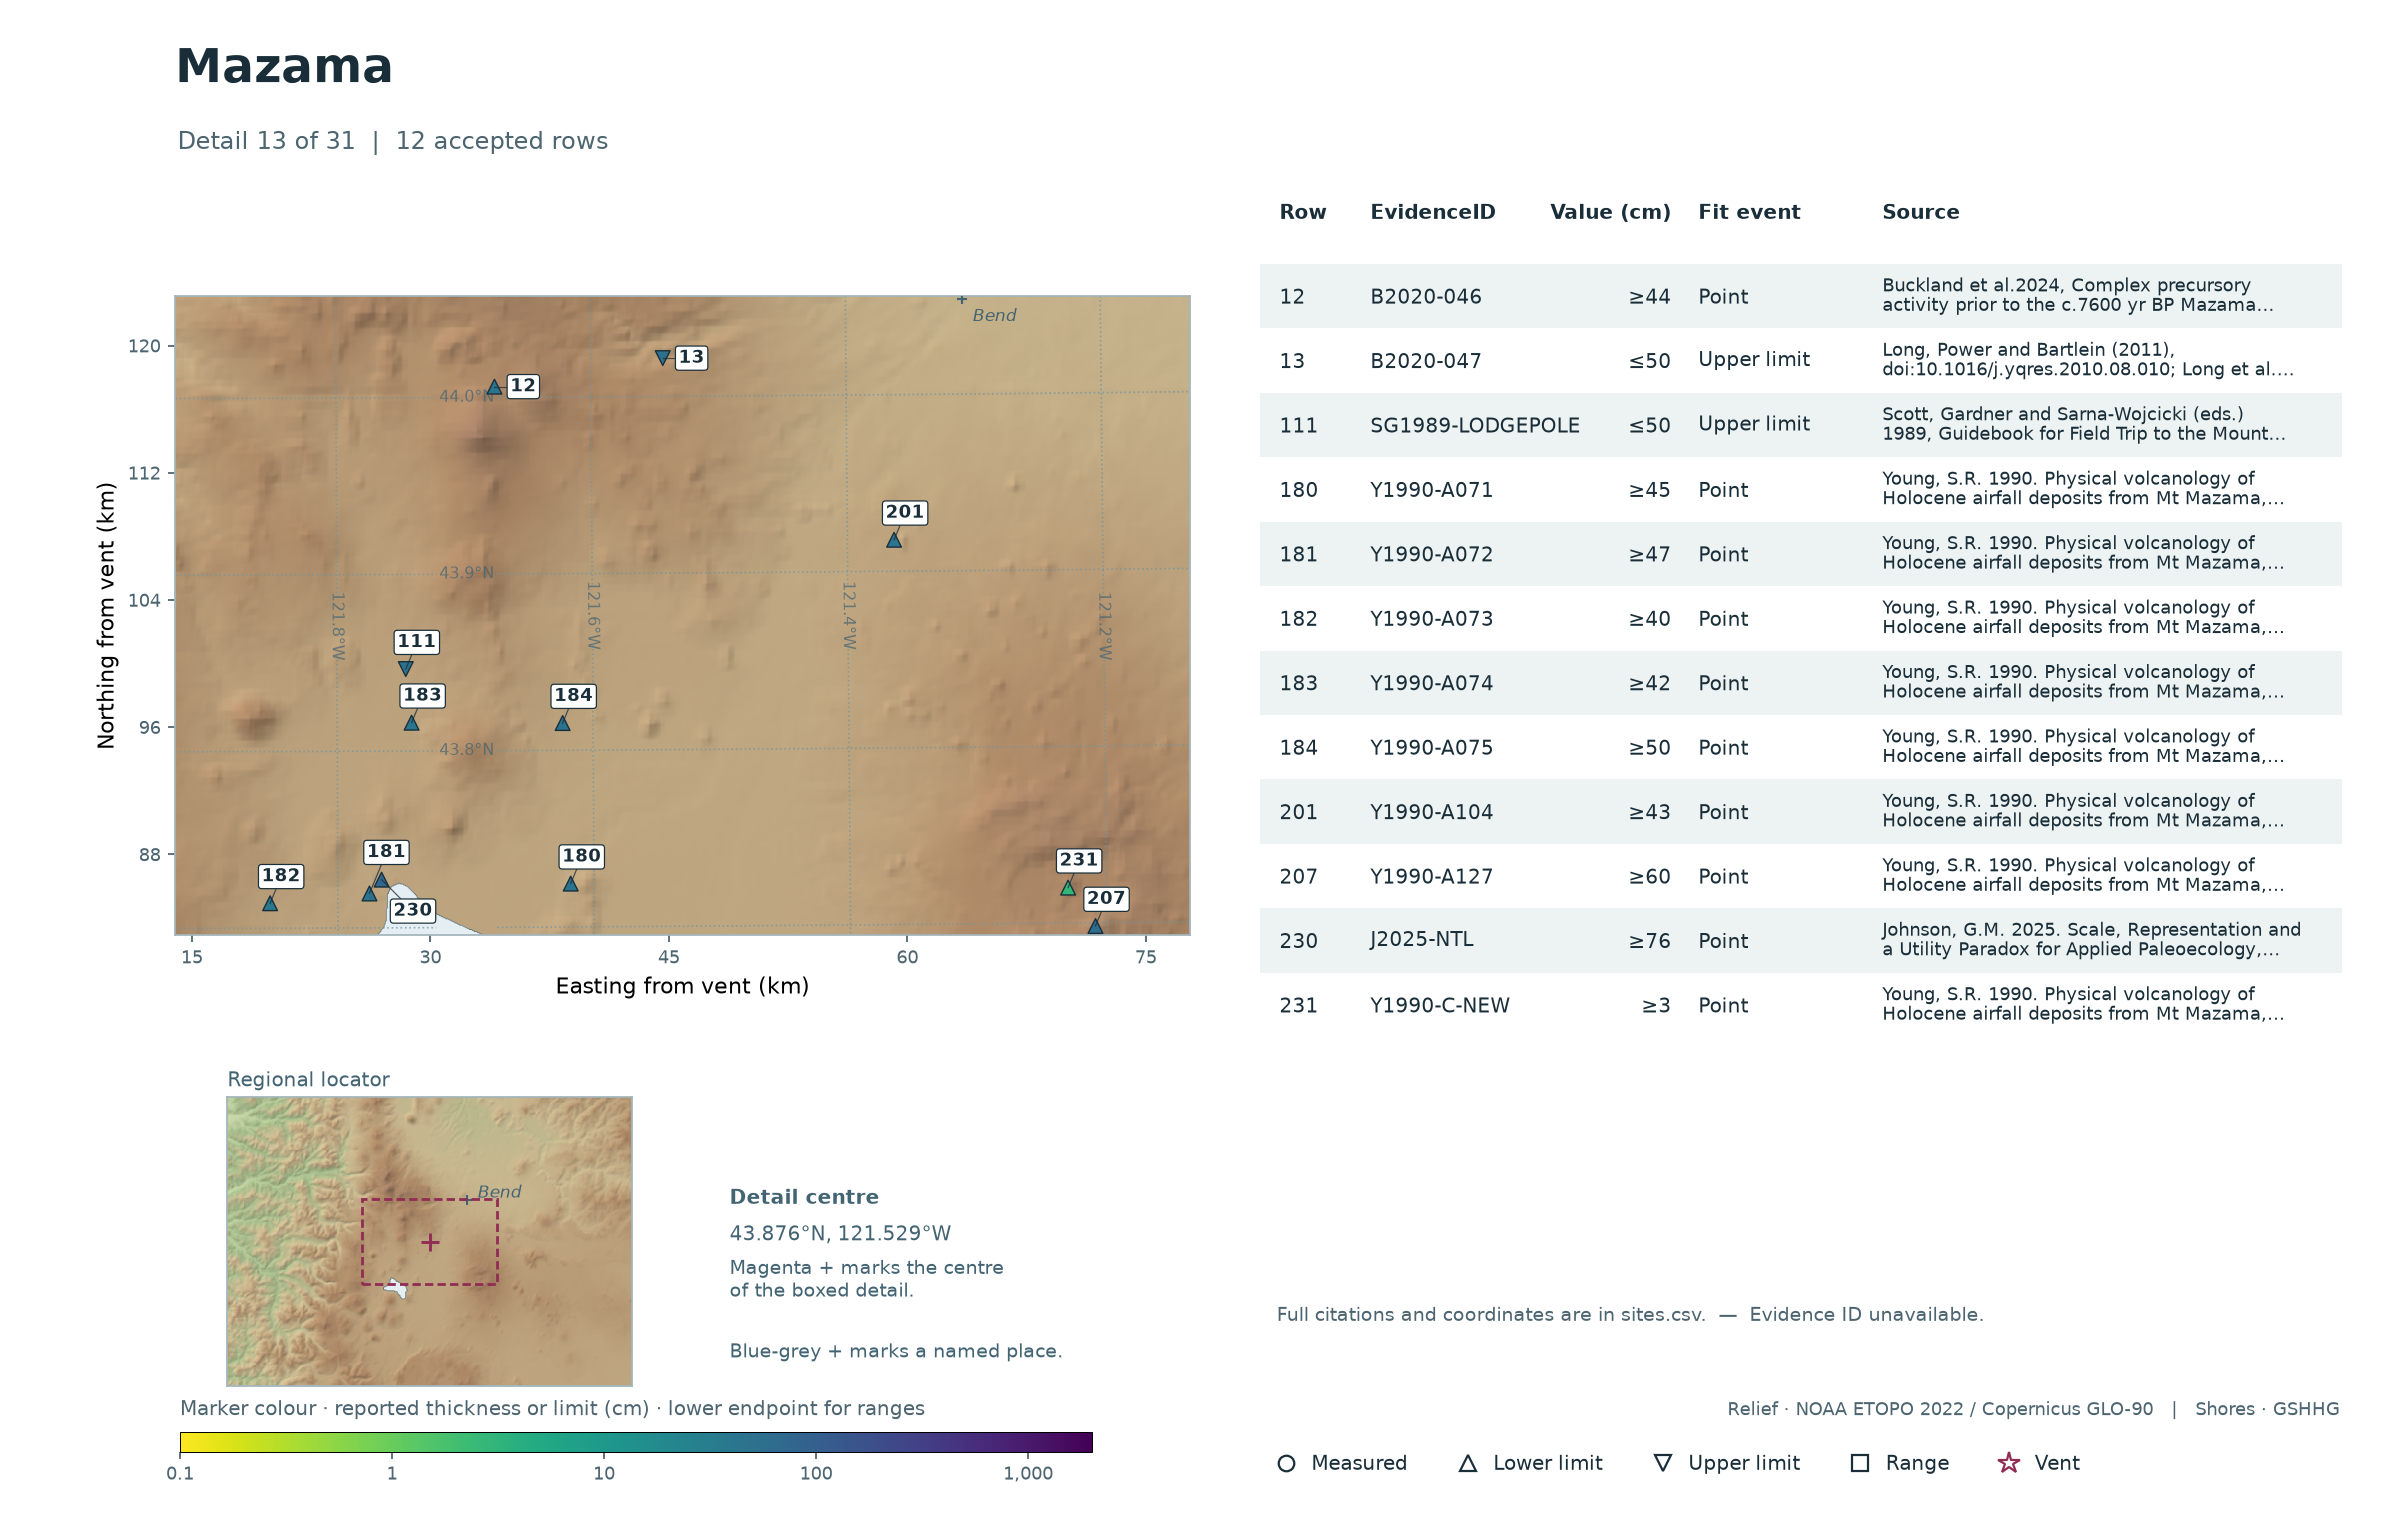 Mazama
Detail 13 of 31 | 12 accepted rows
Row EvidenceID Value (cm) Fit event Source
12 B2020-046 ≥44 Point Buckland et al.2024, Complex precursory
activity prior to the c.7600 yr BP Mazama...
13 B2020-047 ≤50 Upper limit Long, Power and Bartlein (2011),
doi:10.1016/j.yqres.2010.08.010; Long et al....
111 SG1989-LODGEPOLE ≤50 Upper limit Scott, Gardner and Sarna-Wojcicki (eds.)
1989, Guidebook for Field Trip to the Mount...
180 Y1990-A071 ≥45 Point Young, S.R. 1990. Physical volcanology of
Holocene airfall deposits from Mt Mazama,...
181 Y1990-A072 ≥47 Point Young, S.R. 1990. Physical volcanology of
Holocene airfall deposits from Mt Mazama,...
182 Y1990-A073 ≥40 Point Young, S.R. 1990. Physical volcanology of
Holocene airfall deposits from Mt Mazama,...
183 Y1990-A074 ≥42 Point Young, S.R. 1990. Physical volcanology of
Holocene airfall deposits from Mt Mazama,...
184 Y1990-A075 ≥50 Point Young, S.R. 1990. Physical volcanology of
Holocene airfall deposits from Mt Mazama,...
201 Y1990-A104 ≥43 Point Young, S.R. 1990. Physical volcanology of
Holocene airfall deposits from Mt Mazama,...
207 Y1990-A127 ≥60 Point Young, S.R. 1990. Physical volcanology of
Holocene airfall deposits from Mt Mazama,...
230 J2025-NTL ≥76 Point Johnson, G.M. 2025. Scale, Representation and
a Utility Paradox for Applied Paleoecology,...
231 Y1990-C-NEW ≥3 Point Young, S.R. 1990. Physical volcanology of
Holocene airfall deposits from Mt Mazama,...
Northing from vent (km)
120
112
104
96
88
Bend
13
12
44.0°N
201
43.9°N
121.8°W
121.6°W
121.4°W
121.2°W
111
183
184
43.8°N
181
180
231
182
207
230
15 30 45 60 75
Easting from vent (km)
Regional locator
Bend
Detail centre
43.876°N, 121.529°W
Magenta + marks the centre
of the boxed detail.
Blue-grey + marks a named place.
Full citations and coordinates are in sites.csv. — Evidence ID unavailable.
Marker colour · reported thickness or limit (cm) · lower endpoint for ranges
0.1 1 10 100 1,000
Relief · NOAA ETOPO 2022 / Copernicus GLO-90 | Shores · GSHHG
Measured Lower limit Upper limit Range Vent